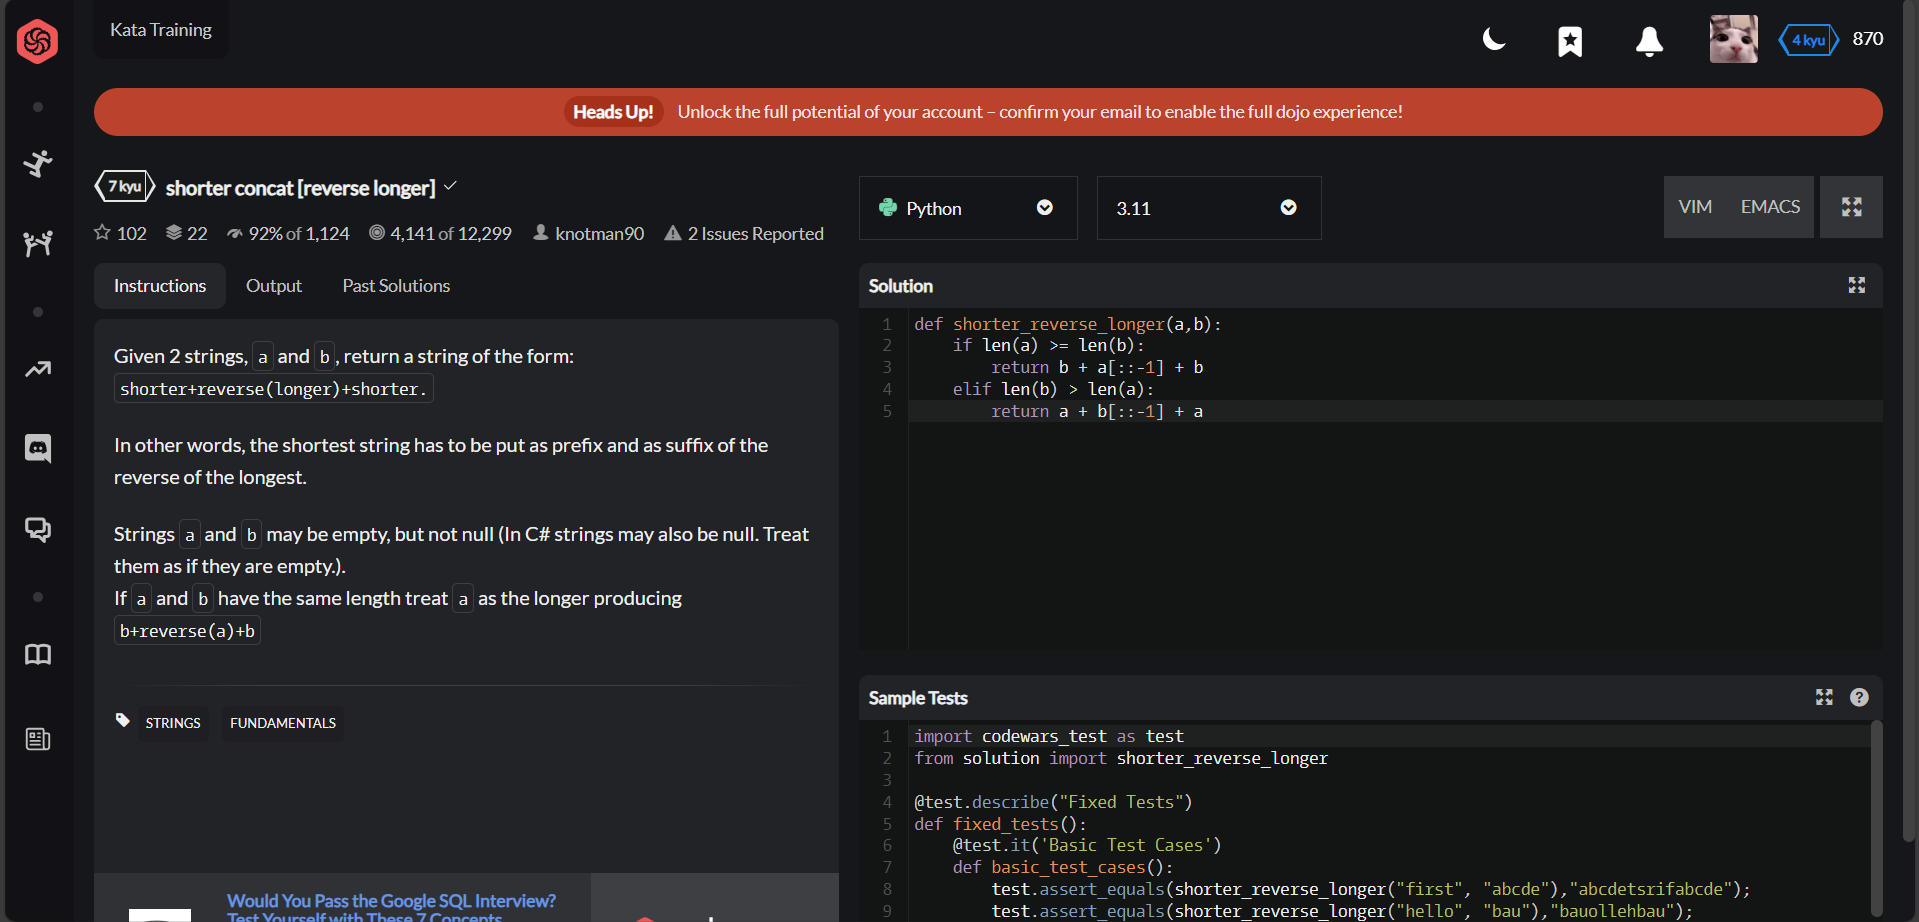 Kata Training
4 kyu
870
Heads Up! Unlock the full potential of your account – confirm your email to enable the full dojo experience!
7 kyu
shorter concat [reverse longer]
102
22
92% of 1,124
4,141 of 12,299
knotman90
2 Issues Reported
Instructions
Output
Past Solutions
Given 2 strings, a and b, return a string of the form:
shorter+reverse(longer)+shorter.
In other words, the shortest string has to be put as prefix and as suffix of the
reverse of the longest.
Strings a and b may be empty, but not null (In C# strings may also be null. Treat
them as if they are empty.).
If a and b have the same length treat a as the longer producing
b+reverse(a)+b
STRINGS
FUNDAMENTALS
Would You Pass the Google SQL Interview?
Test Yourself with These 7 Concepts
Python
3.11
VIM
EMACS
Solution
1 def shorter_reverse_longer(a,b):
2     if len(a) >= len(b):
3         return b + a[::-1] + b
4     elif len(b) > len(a):
5         return a + b[::-1] + a
Sample Tests
?
1 import codewars_test as test
2 from solution import shorter_reverse_longer
3
4 @test.describe("Fixed Tests")
5 def fixed_tests():
6     @test.it('Basic Test Cases')
7     def basic_test_cases():
8         test.assert_equals(shorter_reverse_longer("first", "abcde"),"abcdetsrifabcde");
9         test.assert_equals(shorter_reverse_longer("hello", "bau"),"bauollehbau");